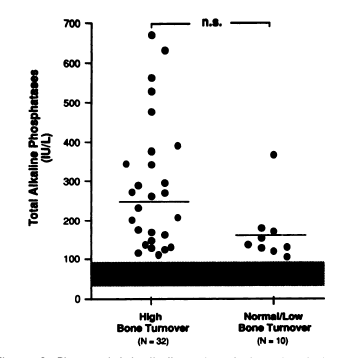 n.s.
700
600
500
400
300
200
100
0
Total Alkaline Phosphatases
(IU/L)
High
Bone Turnover
(N = 32)
Normal/Low
Bone Turnover
(N = 10)